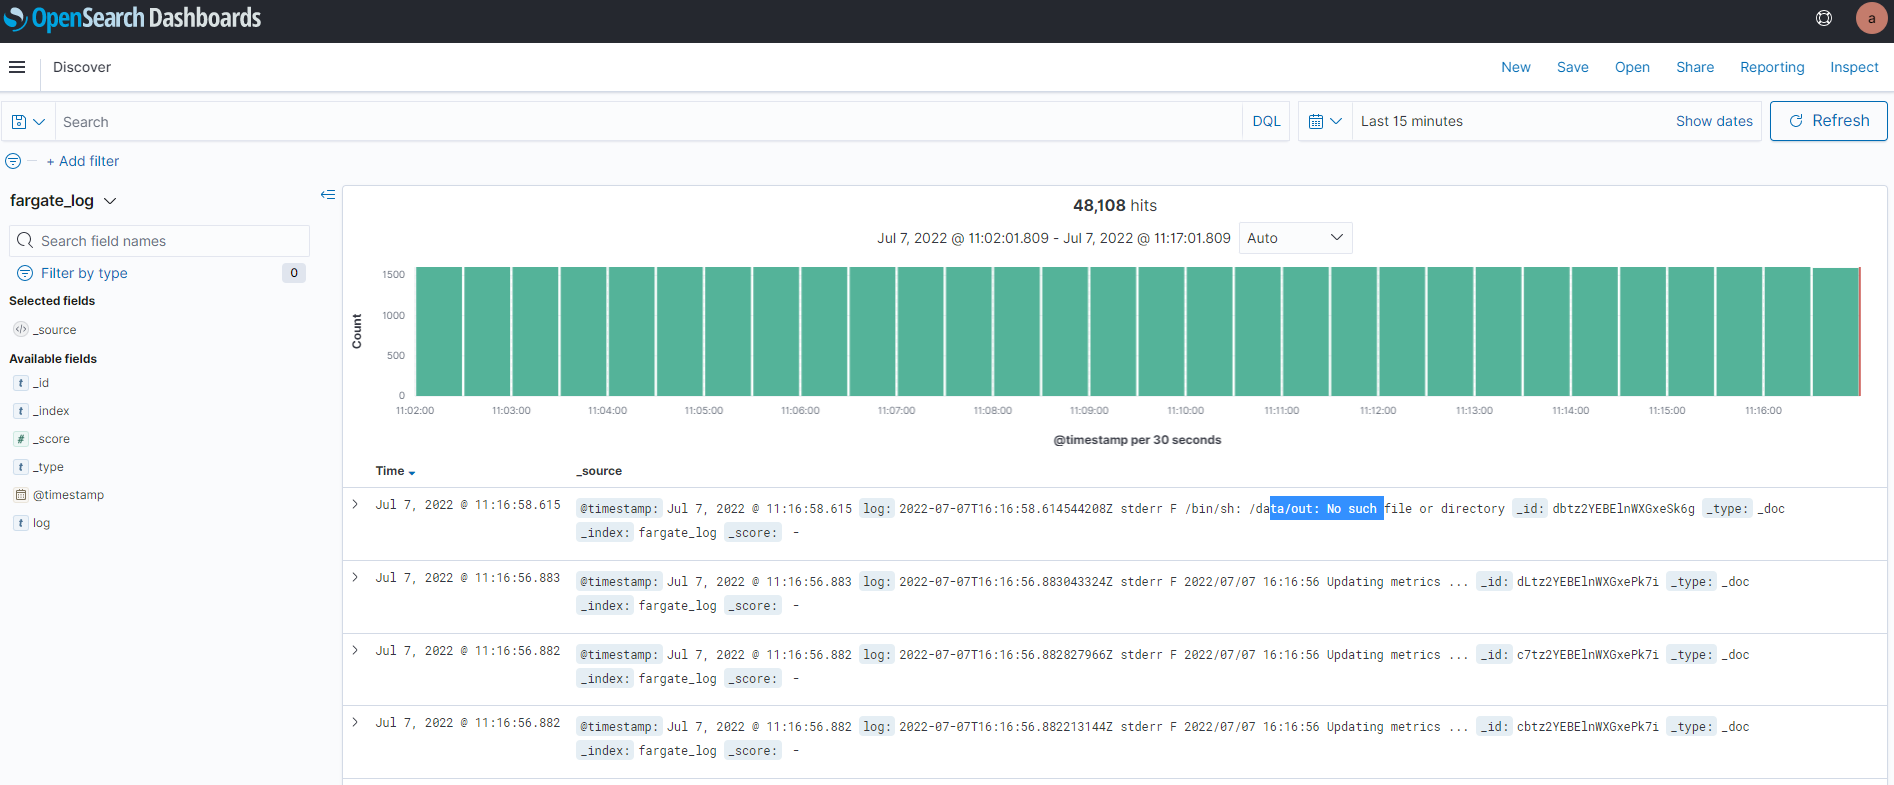 OpenSearch Dashboards
a
Discover
New Save Open Share Reporting Inspect
Search DQL Last 15 minutes Show dates Refresh
+ Add filter
fargate_log
Search field names
Filter by type 0
Selected fields
_source
Available fields
_id
_index
_score
_type
@timestamp
log
48,108 hits
Jul 7, 2022 @ 11:02:01.809 - Jul 7, 2022 @ 11:17:01.809 Auto
Count
1500
1000
500
0
11:02:00 11:03:00 11:04:00 11:05:00 11:06:00 11:07:00 11:08:00 11:09:00 11:10:00 11:11:00 11:12:00 11:13:00 11:14:00 11:15:00 11:16:00
@timestamp per 30 seconds
Time _source
Jul 7, 2022 @ 11:16:58.615 @timestamp: Jul 7, 2022 @ 11:16:58.615 log: 2022-07-07T16:16:58.614544208Z stderr F /bin/sh: /data/out: No such file or directory _id: dbtz2YEBElnWXGxeSk6g _type: _doc
_index: fargate_log _score: -
Jul 7, 2022 @ 11:16:56.883 @timestamp: Jul 7, 2022 @ 11:16:56.883 log: 2022-07-07T16:16:56.883043324Z stderr F 2022/07/07 16:16:56 Updating metrics ... _id: dLtz2YEBElnWXGxePk7i _type: _doc
_index: fargate_log _score: -
Jul 7, 2022 @ 11:16:56.882 @timestamp: Jul 7, 2022 @ 11:16:56.882 log: 2022-07-07T16:16:56.882827966Z stderr F 2022/07/07 16:16:56 Updating metrics ... _id: c7tz2YEBElnWXGxePk7i _type: _doc
_index: fargate_log _score: -
Jul 7, 2022 @ 11:16:56.882 @timestamp: Jul 7, 2022 @ 11:16:56.882 log: 2022-07-07T16:16:56.882213144Z stderr F 2022/07/07 16:16:56 Updating metrics ... _id: cbtz2YEBElnWXGxePk7i _type: _doc
_index: fargate_log _score: -